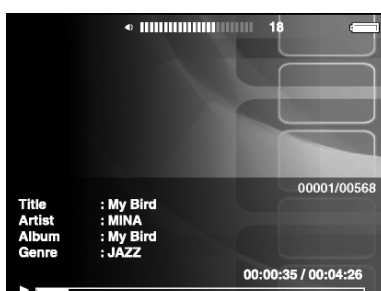 18
00001/00568
Title : My Bird
Artist : MINA
Album : My Bird
Genre : JAZZ
00:00:35 / 00:04:26